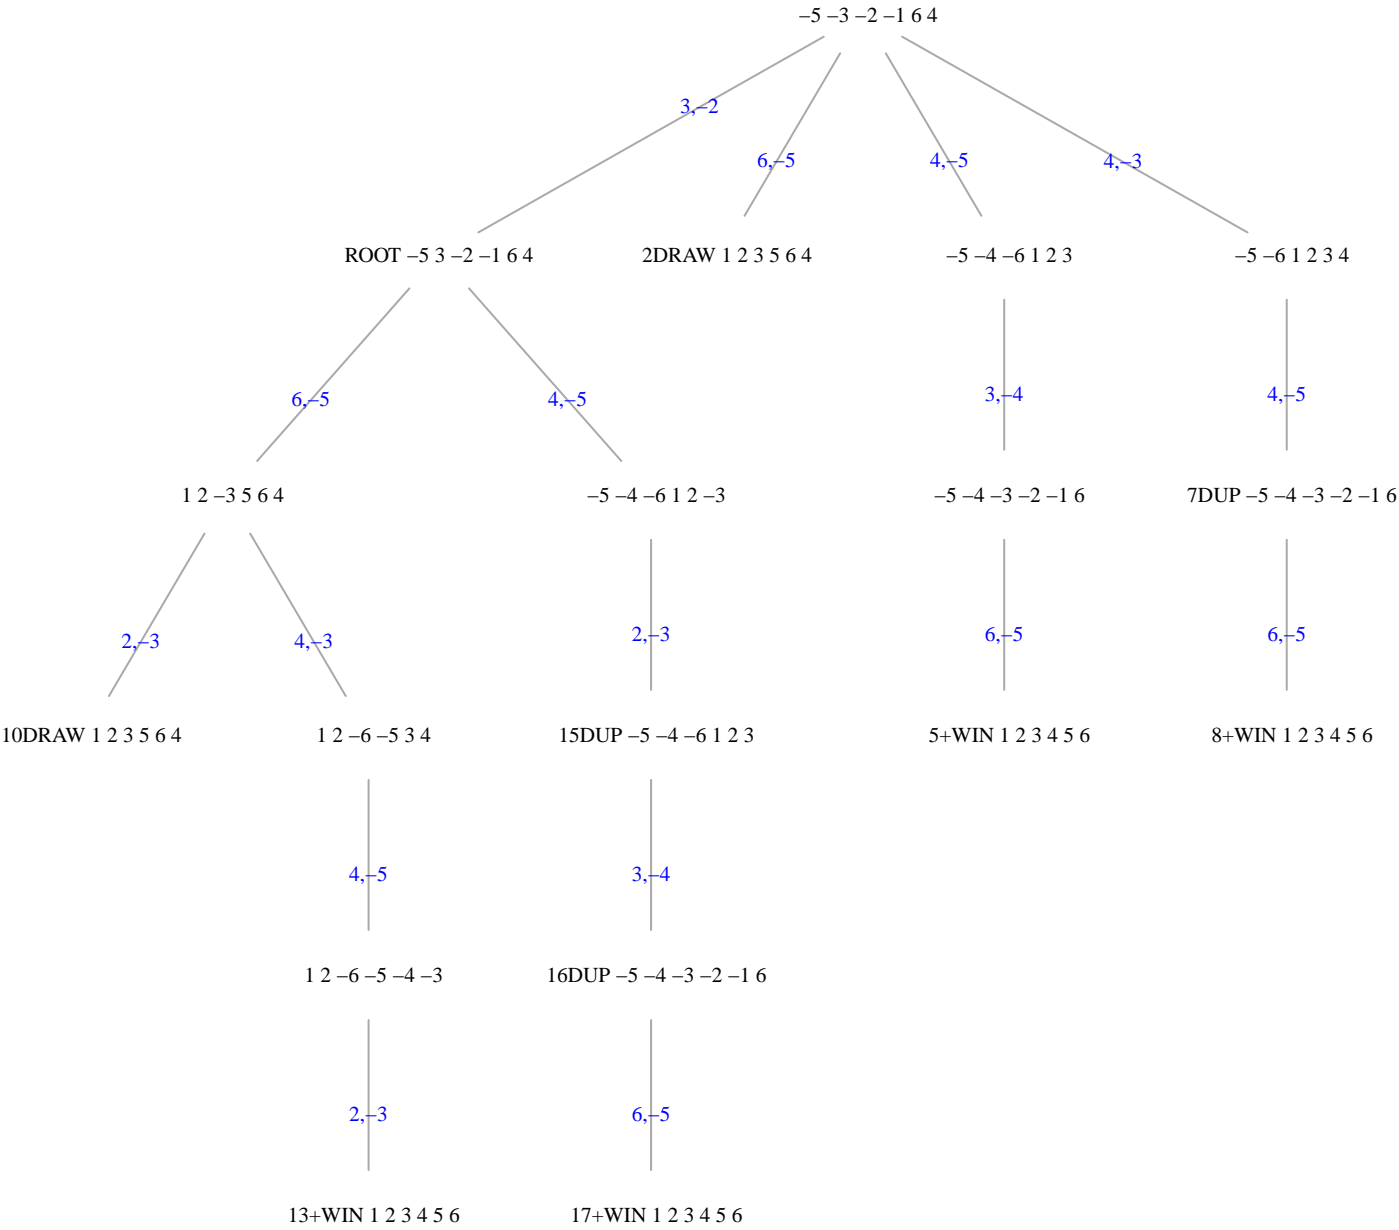 −5 −3 −2 −1 6 4
3,−2
6,−5
4,−5
4,−3
ROOT −5 3 −2 −1 6 4
2DRAW 1 2 3 5 6 4
−5 −4 −6 1 2 3
−5 −6 1 2 3 4
6,−5
4,−5
3,−4
4,−5
1 2 −3 5 6 4
−5 −4 −6 1 2 −3
−5 −4 −3 −2 −1 6
7DUP −5 −4 −3 −2 −1 6
2,−3
4,−3
2,−3
6,−5
6,−5
10DRAW 1 2 3 5 6 4
1 2 −6 −5 3 4
15DUP −5 −4 −6 1 2 3
5+WIN 1 2 3 4 5 6
8+WIN 1 2 3 4 5 6
4,−5
3,−4
1 2 −6 −5 −4 −3
16DUP −5 −4 −3 −2 −1 6
2,−3
6,−5
13+WIN 1 2 3 4 5 6
17+WIN 1 2 3 4 5 6